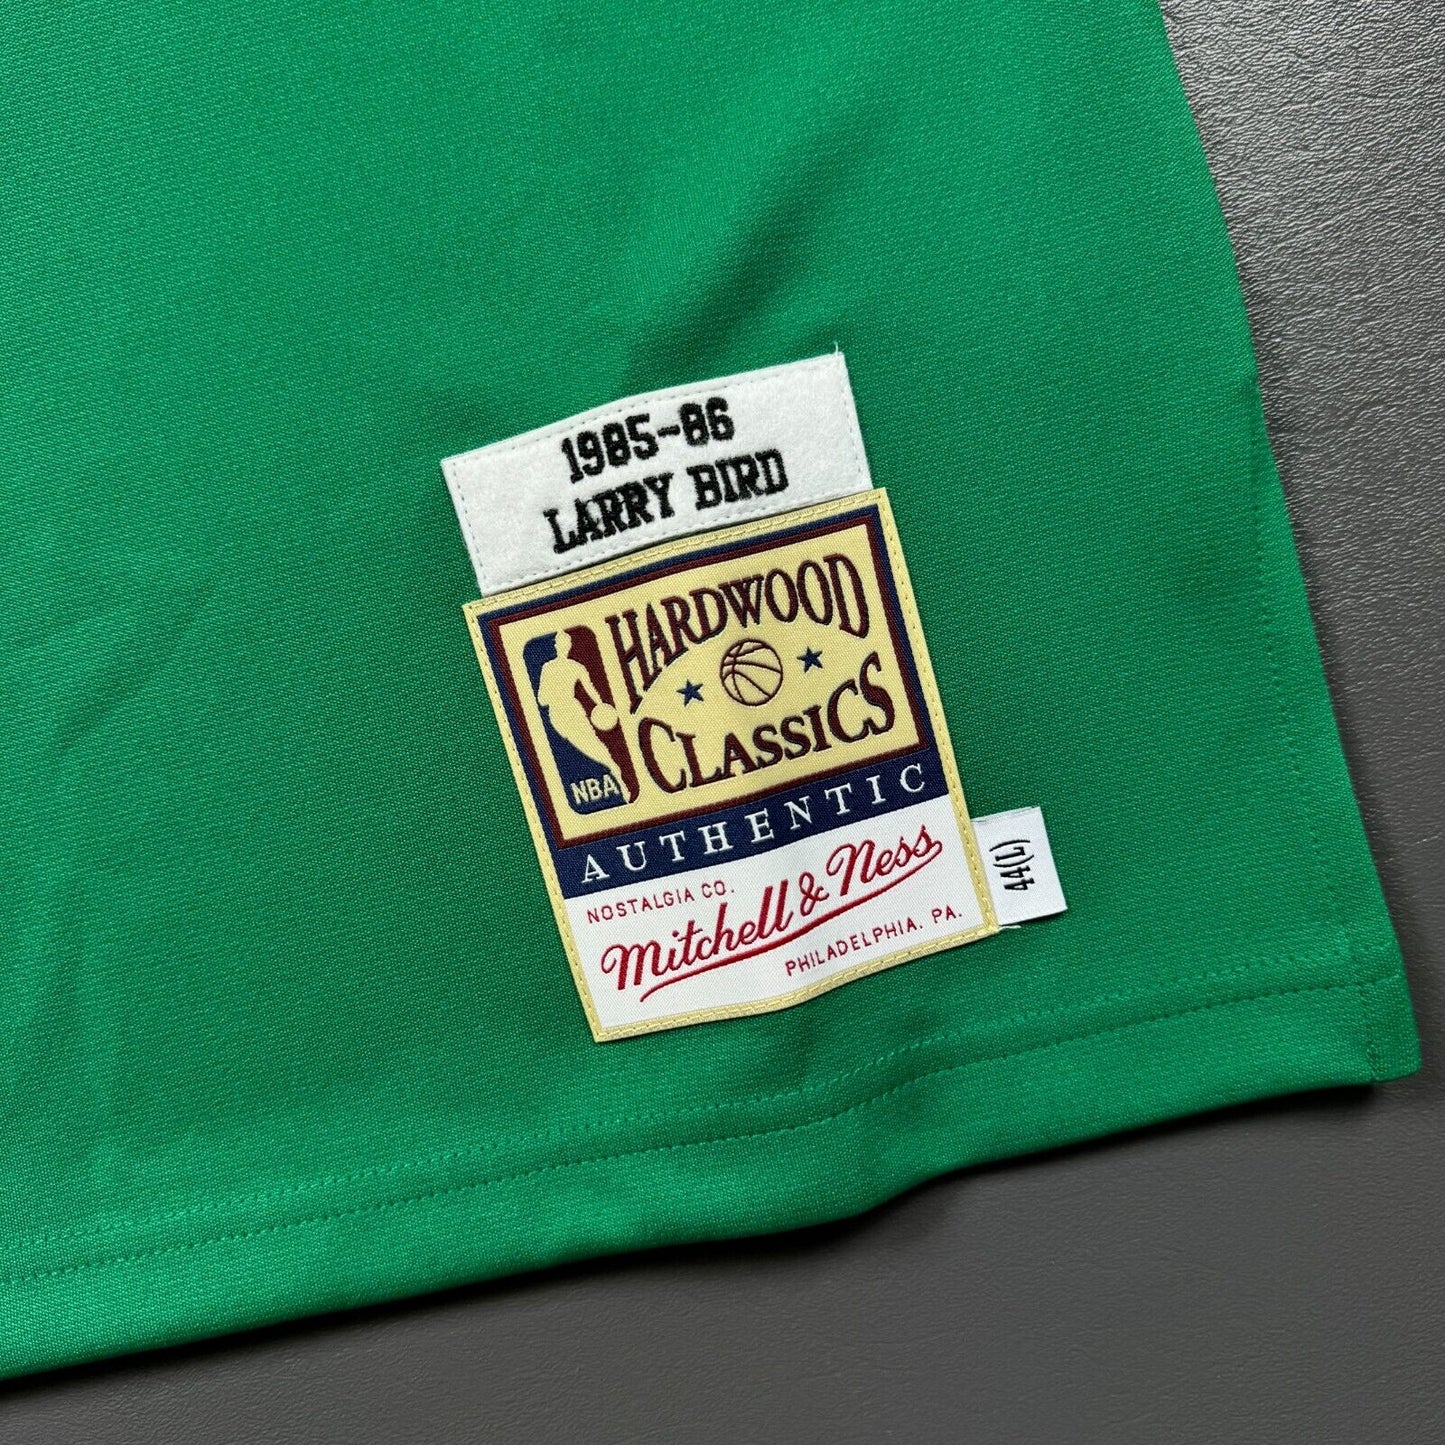 1985-86
LARRY BIRD
HARDWOOD
CLASSICS
NBA
AUTHENTIC
NOSTALGIA CO.
Mitchell & Ness
PHILADELPHIA, PA.
44(L)